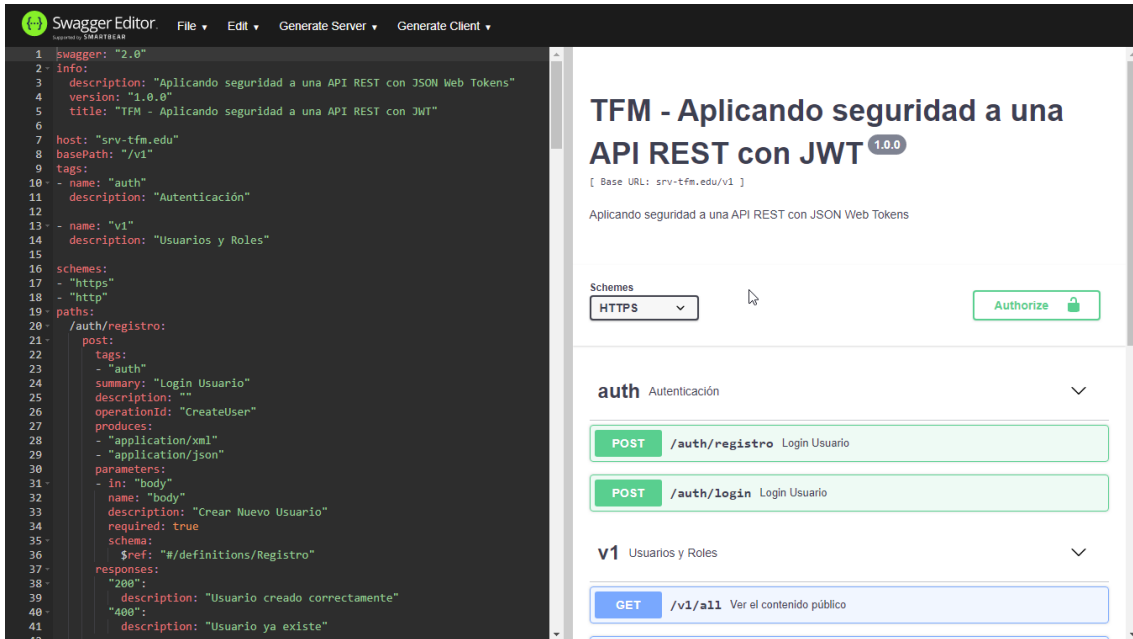 Swagger Editor.
Supported by SMARTBEAR
File ▾ Edit ▾ Generate Server ▾ Generate Client ▾
1 swagger: "2.0"
2 info:
3 description: "Aplicando seguridad a una API REST con JSON Web Tokens"
4 version: "1.0.0"
5 title: "TFM - Aplicando seguridad a una API REST con JWT"
6
7 host: "srv-tfm.edu"
8 basePath: "/v1"
9 tags:
10 - name: "auth"
11 description: "Autenticación"
12
13 - name: "v1"
14 description: "Usuarios y Roles"
15
16 schemes:
17 - "https"
18 - "http"
19 paths:
20 /auth/registro:
21 post:
22 tags:
23 - "auth"
24 summary: "Login Usuario"
25 description: ""
26 operationId: "CreateUser"
27 produces:
28 - "application/xml"
29 - "application/json"
30 parameters:
31 - in: "body"
32 name: "body"
33 description: "Crear Nuevo Usuario"
34 required: true
35 schema:
36 $ref: "#/definitions/Registro"
37 responses:
38 "200":
39 description: "Usuario creado correctamente"
40 "400":
41 description: "Usuario ya existe"
TFM - Aplicando seguridad a una
API REST con JWT 1.0.0
[ Base URL: srv-tfm.edu/v1 ]
Aplicando seguridad a una API REST con JSON Web Tokens
Schemes
HTTPS
Authorize
auth Autenticación
POST /auth/registro Login Usuario
POST /auth/login Login Usuario
v1 Usuarios y Roles
GET /v1/all Ver el contenido público